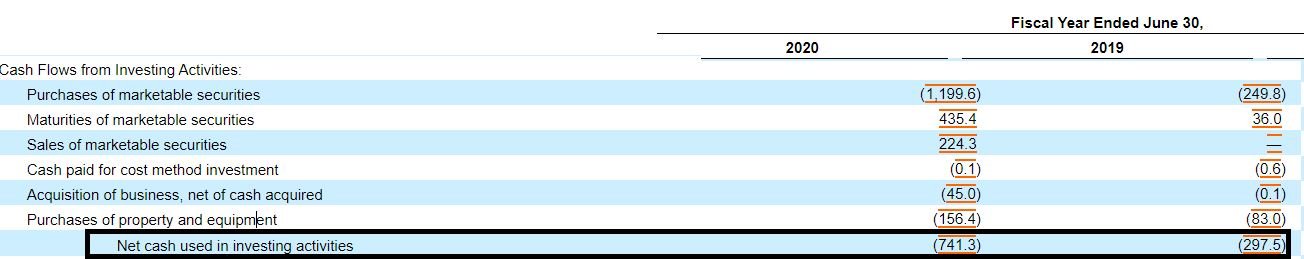 Fiscal Year Ended June 30,
2020 2019
Cash Flows from Investing Activities:
Purchases of marketable securities (1,199.6) (249.8)
Maturities of marketable securities 435.4 36.0
Sales of marketable securities 224.3 —
Cash paid for cost method investment (0.1) (0.6)
Acquisition of business, net of cash acquired (45.0) (0.1)
Purchases of property and equipment (156.4) (83.0)
Net cash used in investing activities (741.3) (297.5)